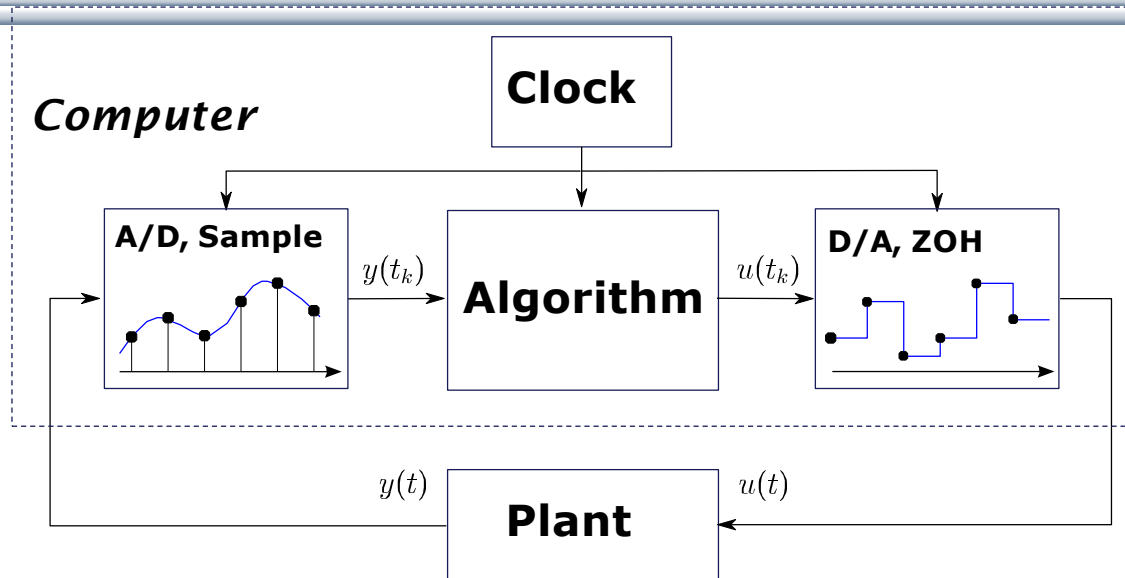 Clock
Computer
A/D, Sample
D/A, ZOH
y(t_k)
u(t_k)
Algorithm
y(t)
u(t)
Plant